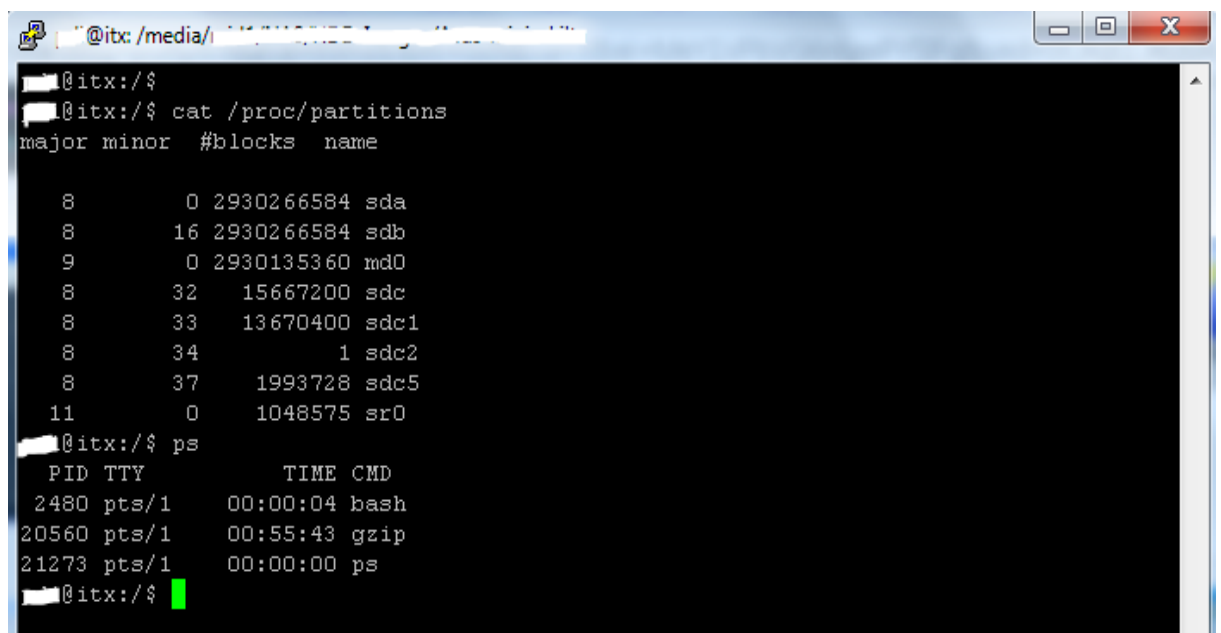 @itx: /media/
@itx:/$
@itx:/$ cat /proc/partitions
major minor  #blocks  name
8        0 2930266584 sda
8       16 2930266584 sdb
9        0 2930135360 md0
8       32   15667200 sdc
8       33   13670400 sdc1
8       34          1 sdc2
8       37    1993728 sdc5
11        0    1048575 sr0
@itx:/$ ps
PID TTY          TIME CMD
2480 pts/1    00:00:04 bash
20560 pts/1    00:55:43 gzip
21273 pts/1    00:00:00 ps
@itx:/$